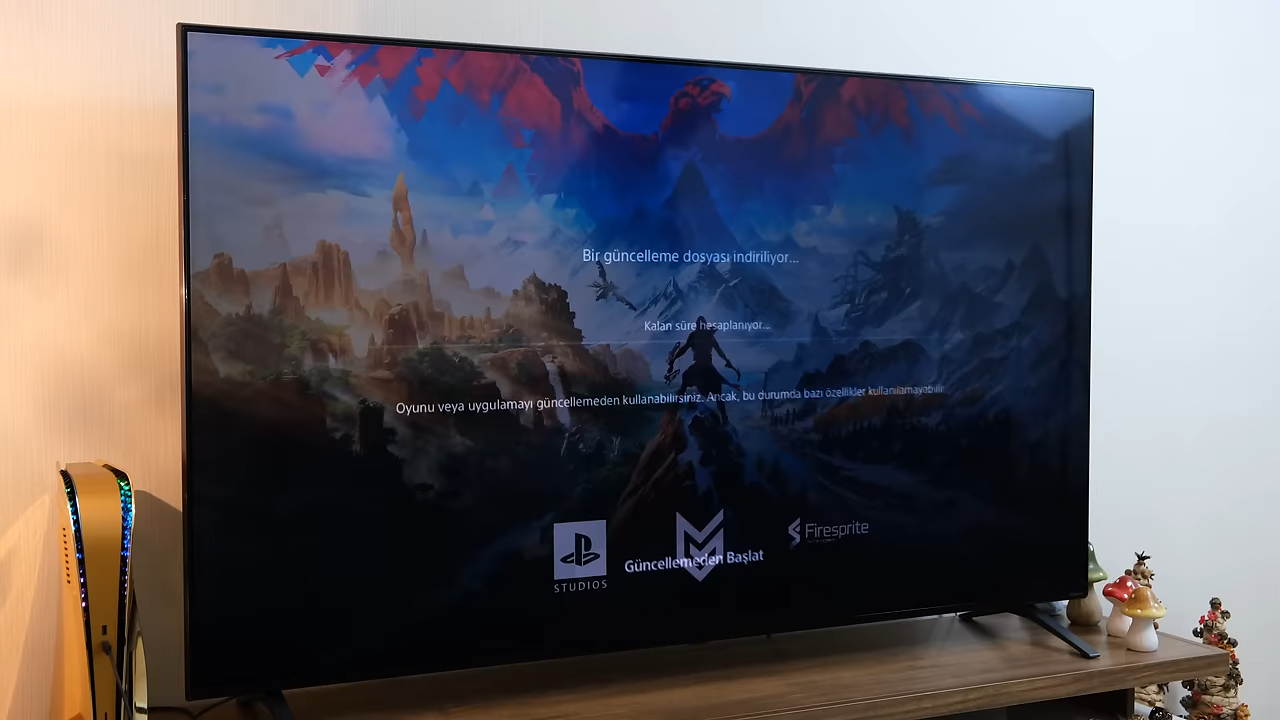 Bir güncelleme dosyası indiriliyor...
Kalan süre hesaplanıyor...
Oyunu veya uygulamayı güncellemeden kullanabilirsiniz. Ancak, bu durumda bazı özellikler kullanılamayabilir.
Firesprite
Güncellemeden Başlat
STUDIOS